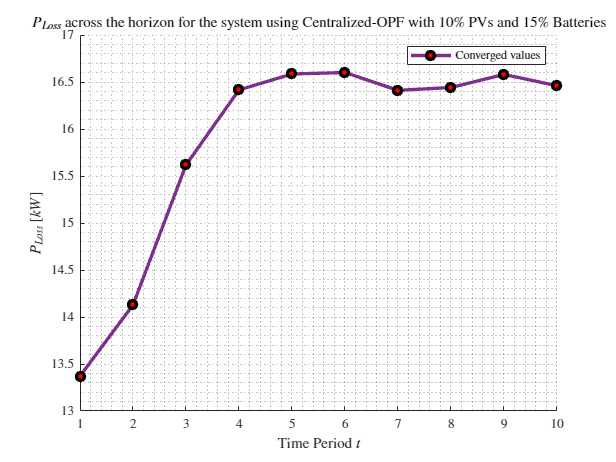 P_Loss across the horizon for the system using Centralized-OPF with 10% PVs and 15% Batteries
Converged values
17
16.5
16
15.5
15
14.5
14
13.5
13
P_Loss [kW]
1 2 3 4 5 6 7 8 9 10
Time Period t